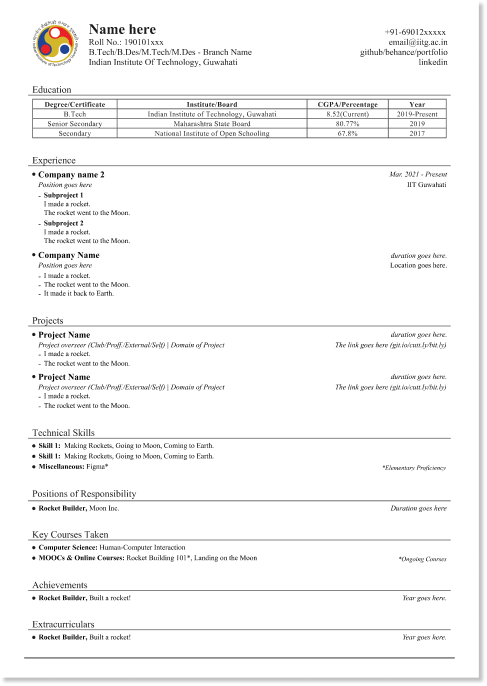 Name here
Roll No.: 190101xxx
B.Tech/B.Des/M.Tech/M.Des - Branch Name
Indian Institute Of Technology, Guwahati
+91-69012xxxxx
email@iitg.ac.in
github/behance/portfolio
linkedin
Education
Degree/Certificate Institute/Board CGPA/Percentage Year
B.Tech Indian Institute of Technology, Guwahati 8.52(Current) 2019-Present
Senior Secondary Maharashtra State Board 80.77% 2019
Secondary National Institute of Open Schooling 67.8% 2017
Experience
• Company name 2 Mar. 2021 - Present
Position goes here IIT Guwahati
- Subproject 1
I made a rocket.
The rocket went to the Moon.
- Subproject 2
I made a rocket.
The rocket went to the Moon.
• Company Name duration goes here.
Position goes here Location goes here.
- I made a rocket.
- The rocket went to the Moon.
- It made it back to Earth.
Projects
• Project Name duration goes here.
Project overseer (Club/Proff./External/Self) | Domain of Project The link goes here (git.io/cutt.ly/bit.ly)
- I made a rocket.
- The rocket went to the Moon.
• Project Name duration goes here.
Project overseer (Club/Proff./External/Self) | Domain of Project The link goes here (git.io/cutt.ly/bit.ly)
- I made a rocket.
- The rocket went to the Moon.
Technical Skills
• Skill 1: Making Rockets, Going to Moon, Coming to Earth.
• Skill 1: Making Rockets, Going to Moon, Coming to Earth.
• Miscellaneous: Figma* *Elementary Proficiency
Positions of Responsibility
• Rocket Builder, Moon Inc. Duration goes here
Key Courses Taken
• Computer Science: Human-Computer Interaction
• MOOCs & Online Courses: Rocket Building 101*, Landing on the Moon *Ongoing Courses
Achievements
• Rocket Builder, Built a rocket! Year goes here.
Extracurriculars
• Rocket Builder, Built a rocket! Year goes here.